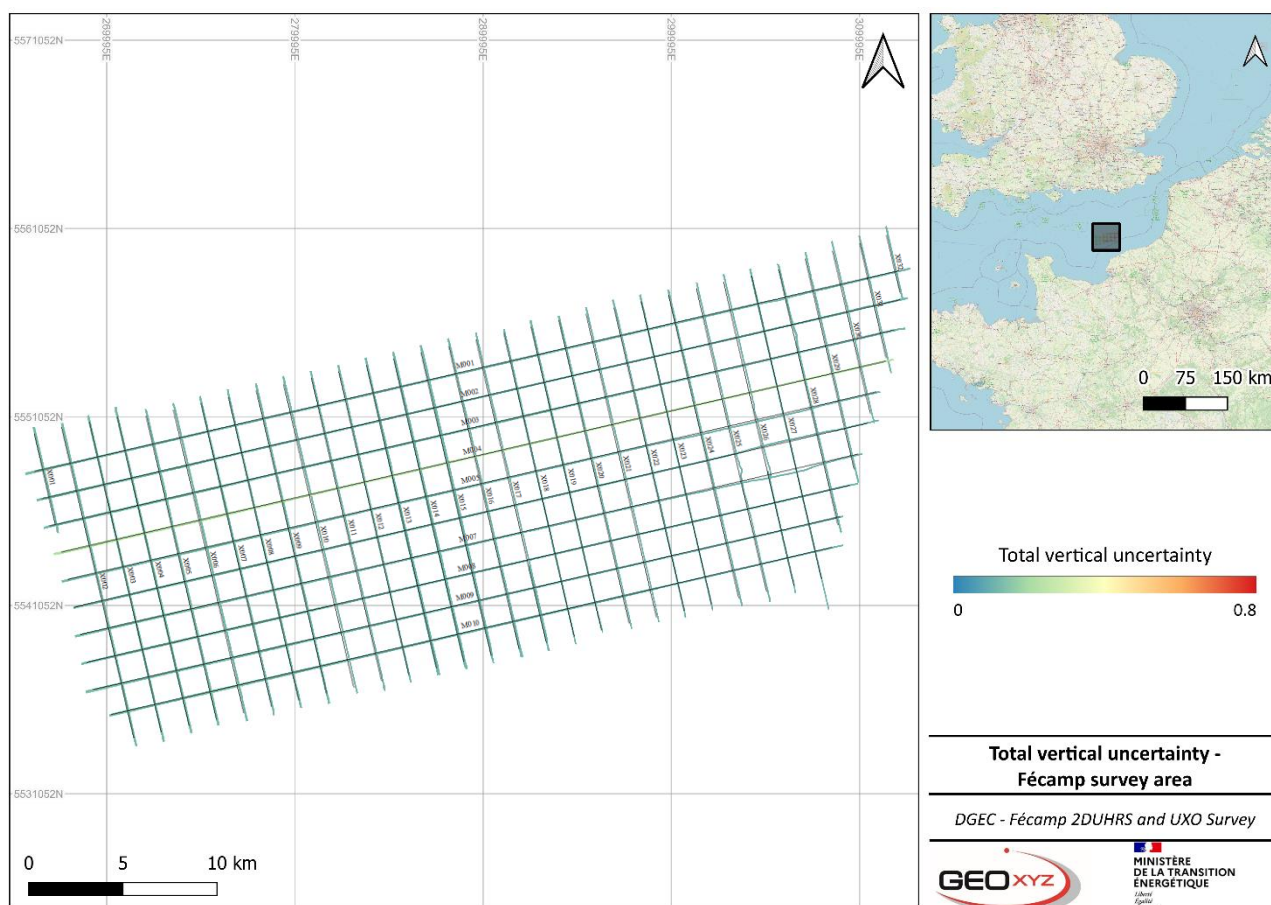 269995E
279995E
289995E
299995E
309995E
5571052N
5561052N
5551052N
5541052N
5531052N
M001
M002
M003
M004
M005
M007
M008
M009
M010
X001
X002
X003
X004
X005
X006
X007
X008
X009
X010
X011
X012
X013
X014
X015
X016
X017
X018
X019
X020
X021
X022
X023
X024
X025
X026
X027
X028
X029
X030
X032
0 5 10 km
0 75 150 km
Total vertical uncertainty
0 0.8
Total vertical uncertainty -
Fécamp survey area
DGEC - Fécamp 2DUHRS and UXO Survey
GEOXYZ
MINISTÈRE
DE LA TRANSITION
ÉNERGÉTIQUE
Liberté
Égalité